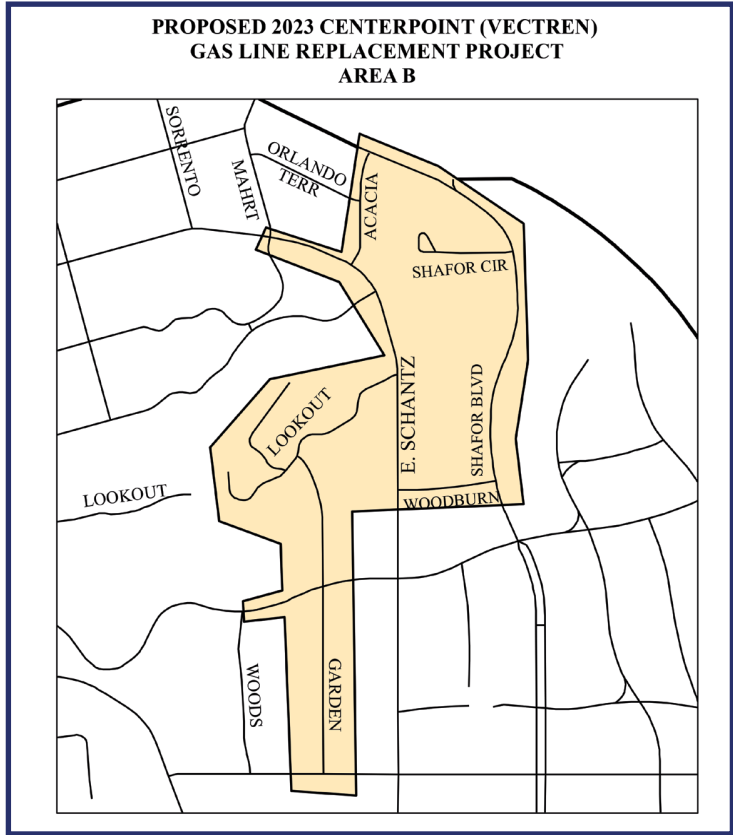 PROPOSED 2023 CENTERPOINT (VECTREN)
GAS LINE REPLACEMENT PROJECT
AREA B
SORRENTO
MAHRT
ORLANDO
TERR
ACACIA
SHAFOR CIR
E. SCHANTZ
SHAFOR BLVD
LOOKOUT
LOOKOUT
WOODBURN
WOODS
GARDEN